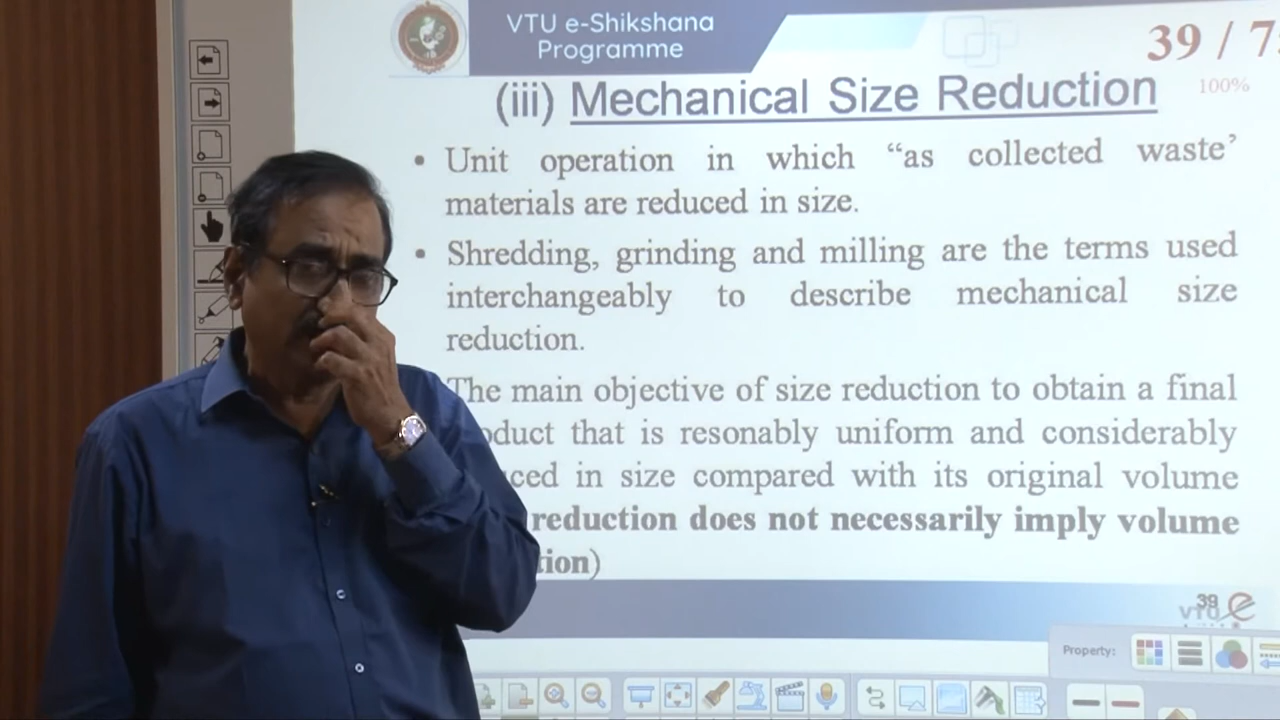 VTU e-Shikshana
Programme
39 / 7
100%
(iii) Mechanical Size Reduction
• Unit operation in which “as collected waste’
materials are reduced in size.
• Shredding, grinding and milling are the terms used
interchangeably to describe mechanical size
reduction.
The main objective of size reduction to obtain a final
oduct that is resonably uniform and considerably
ced in size compared with its original volume
reduction does not necessarily imply volume
tion)
39
VTU e
Property: